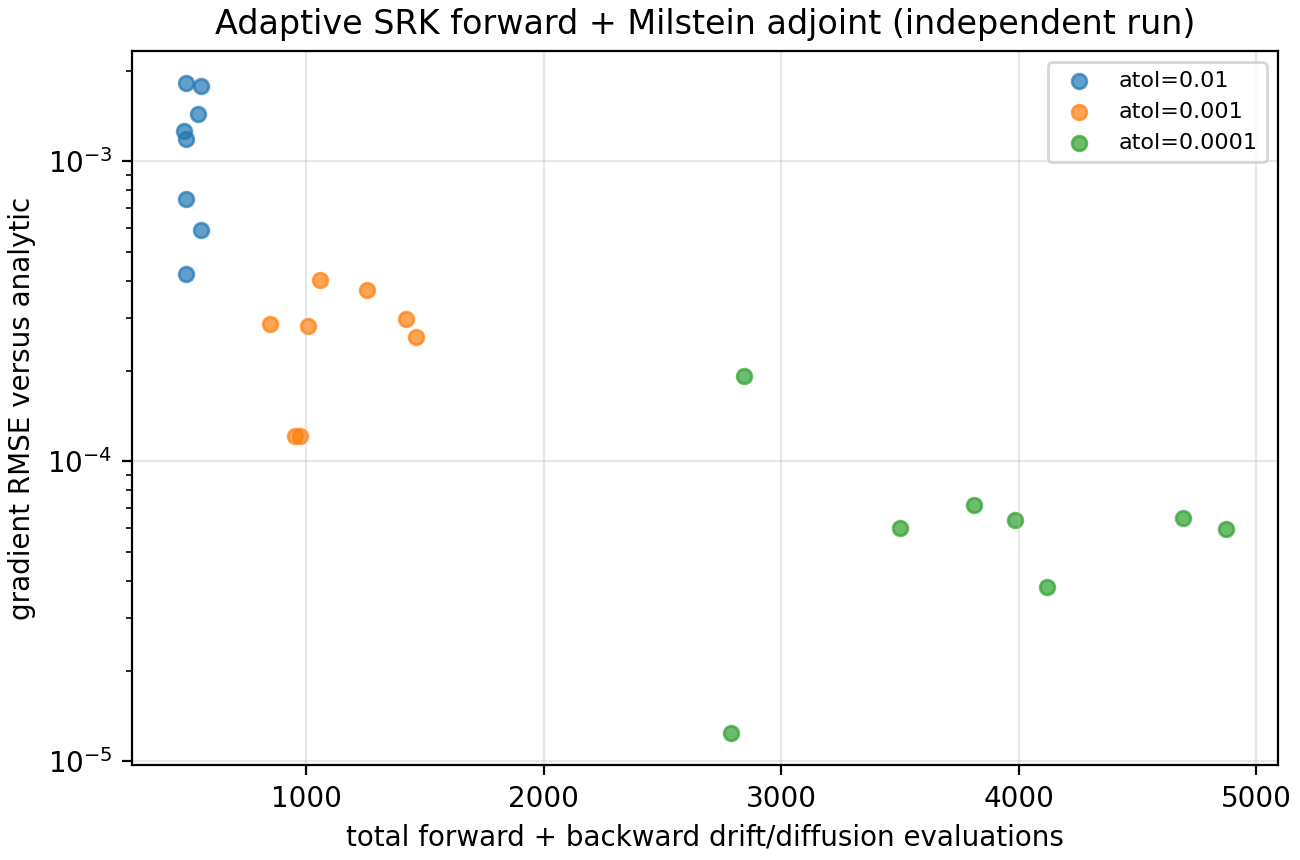 Adaptive SRK forward + Milstein adjoint (independent run)
atol=0.01
atol=0.001
atol=0.0001
gradient RMSE versus analytic
10⁻³
10⁻⁴
10⁻⁵
1000 2000 3000 4000 5000
total forward + backward drift/diffusion evaluations